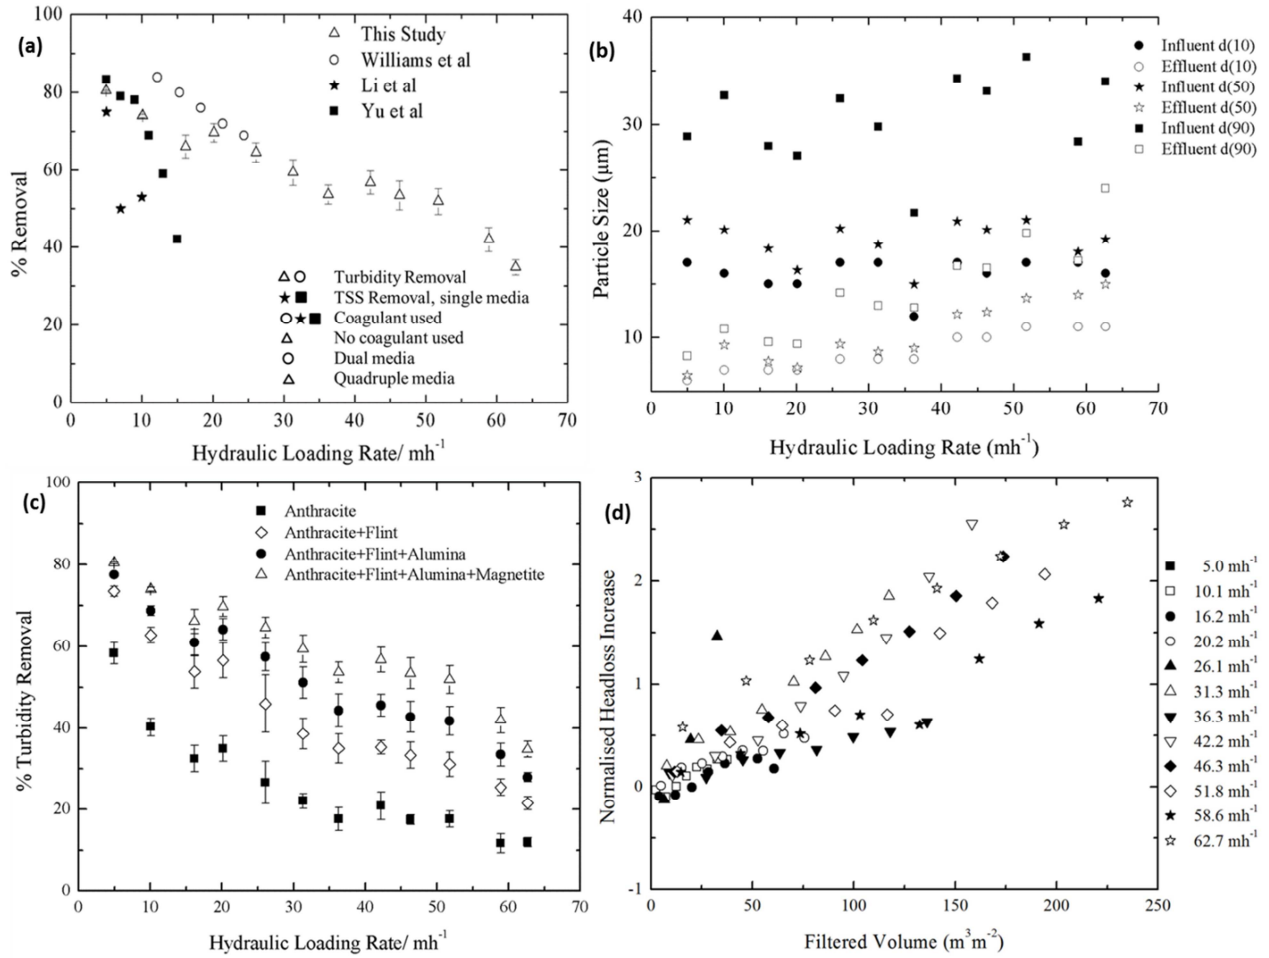 (a)
100
80
60
40
20
0
% Removal
This Study
Williams et al
Li et al
Yu et al
Turbidity Removal
TSS Removal, single media
Coagulant used
No coagulant used
Dual media
Quadruple media
0 10 20 30 40 50 60 70
Hydraulic Loading Rate/ mh⁻¹
(b)
40
30
20
10
Particle Size (μm)
Influent d(10)
Effluent d(10)
Influent d(50)
Effluent d(50)
Influent d(90)
Effluent d(90)
0 10 20 30 40 50 60 70
Hydraulic Loading Rate (mh⁻¹)
(c)
100
80
60
40
20
0
% Turbidity Removal
Anthracite
Anthracite+Flint
Anthracite+Flint+Alumina
Anthracite+Flint+Alumina+Magnetite
0 10 20 30 40 50 60 70
Hydraulic Loading Rate/ mh⁻¹
(d)
3
2
1
0
-1
Normalised Headloss Increase
0 50 100 150 200 250
Filtered Volume (m³m⁻²)
5.0 mh⁻¹
10.1 mh⁻¹
16.2 mh⁻¹
20.2 mh⁻¹
26.1 mh⁻¹
31.3 mh⁻¹
36.3 mh⁻¹
42.2 mh⁻¹
46.3 mh⁻¹
51.8 mh⁻¹
58.6 mh⁻¹
62.7 mh⁻¹